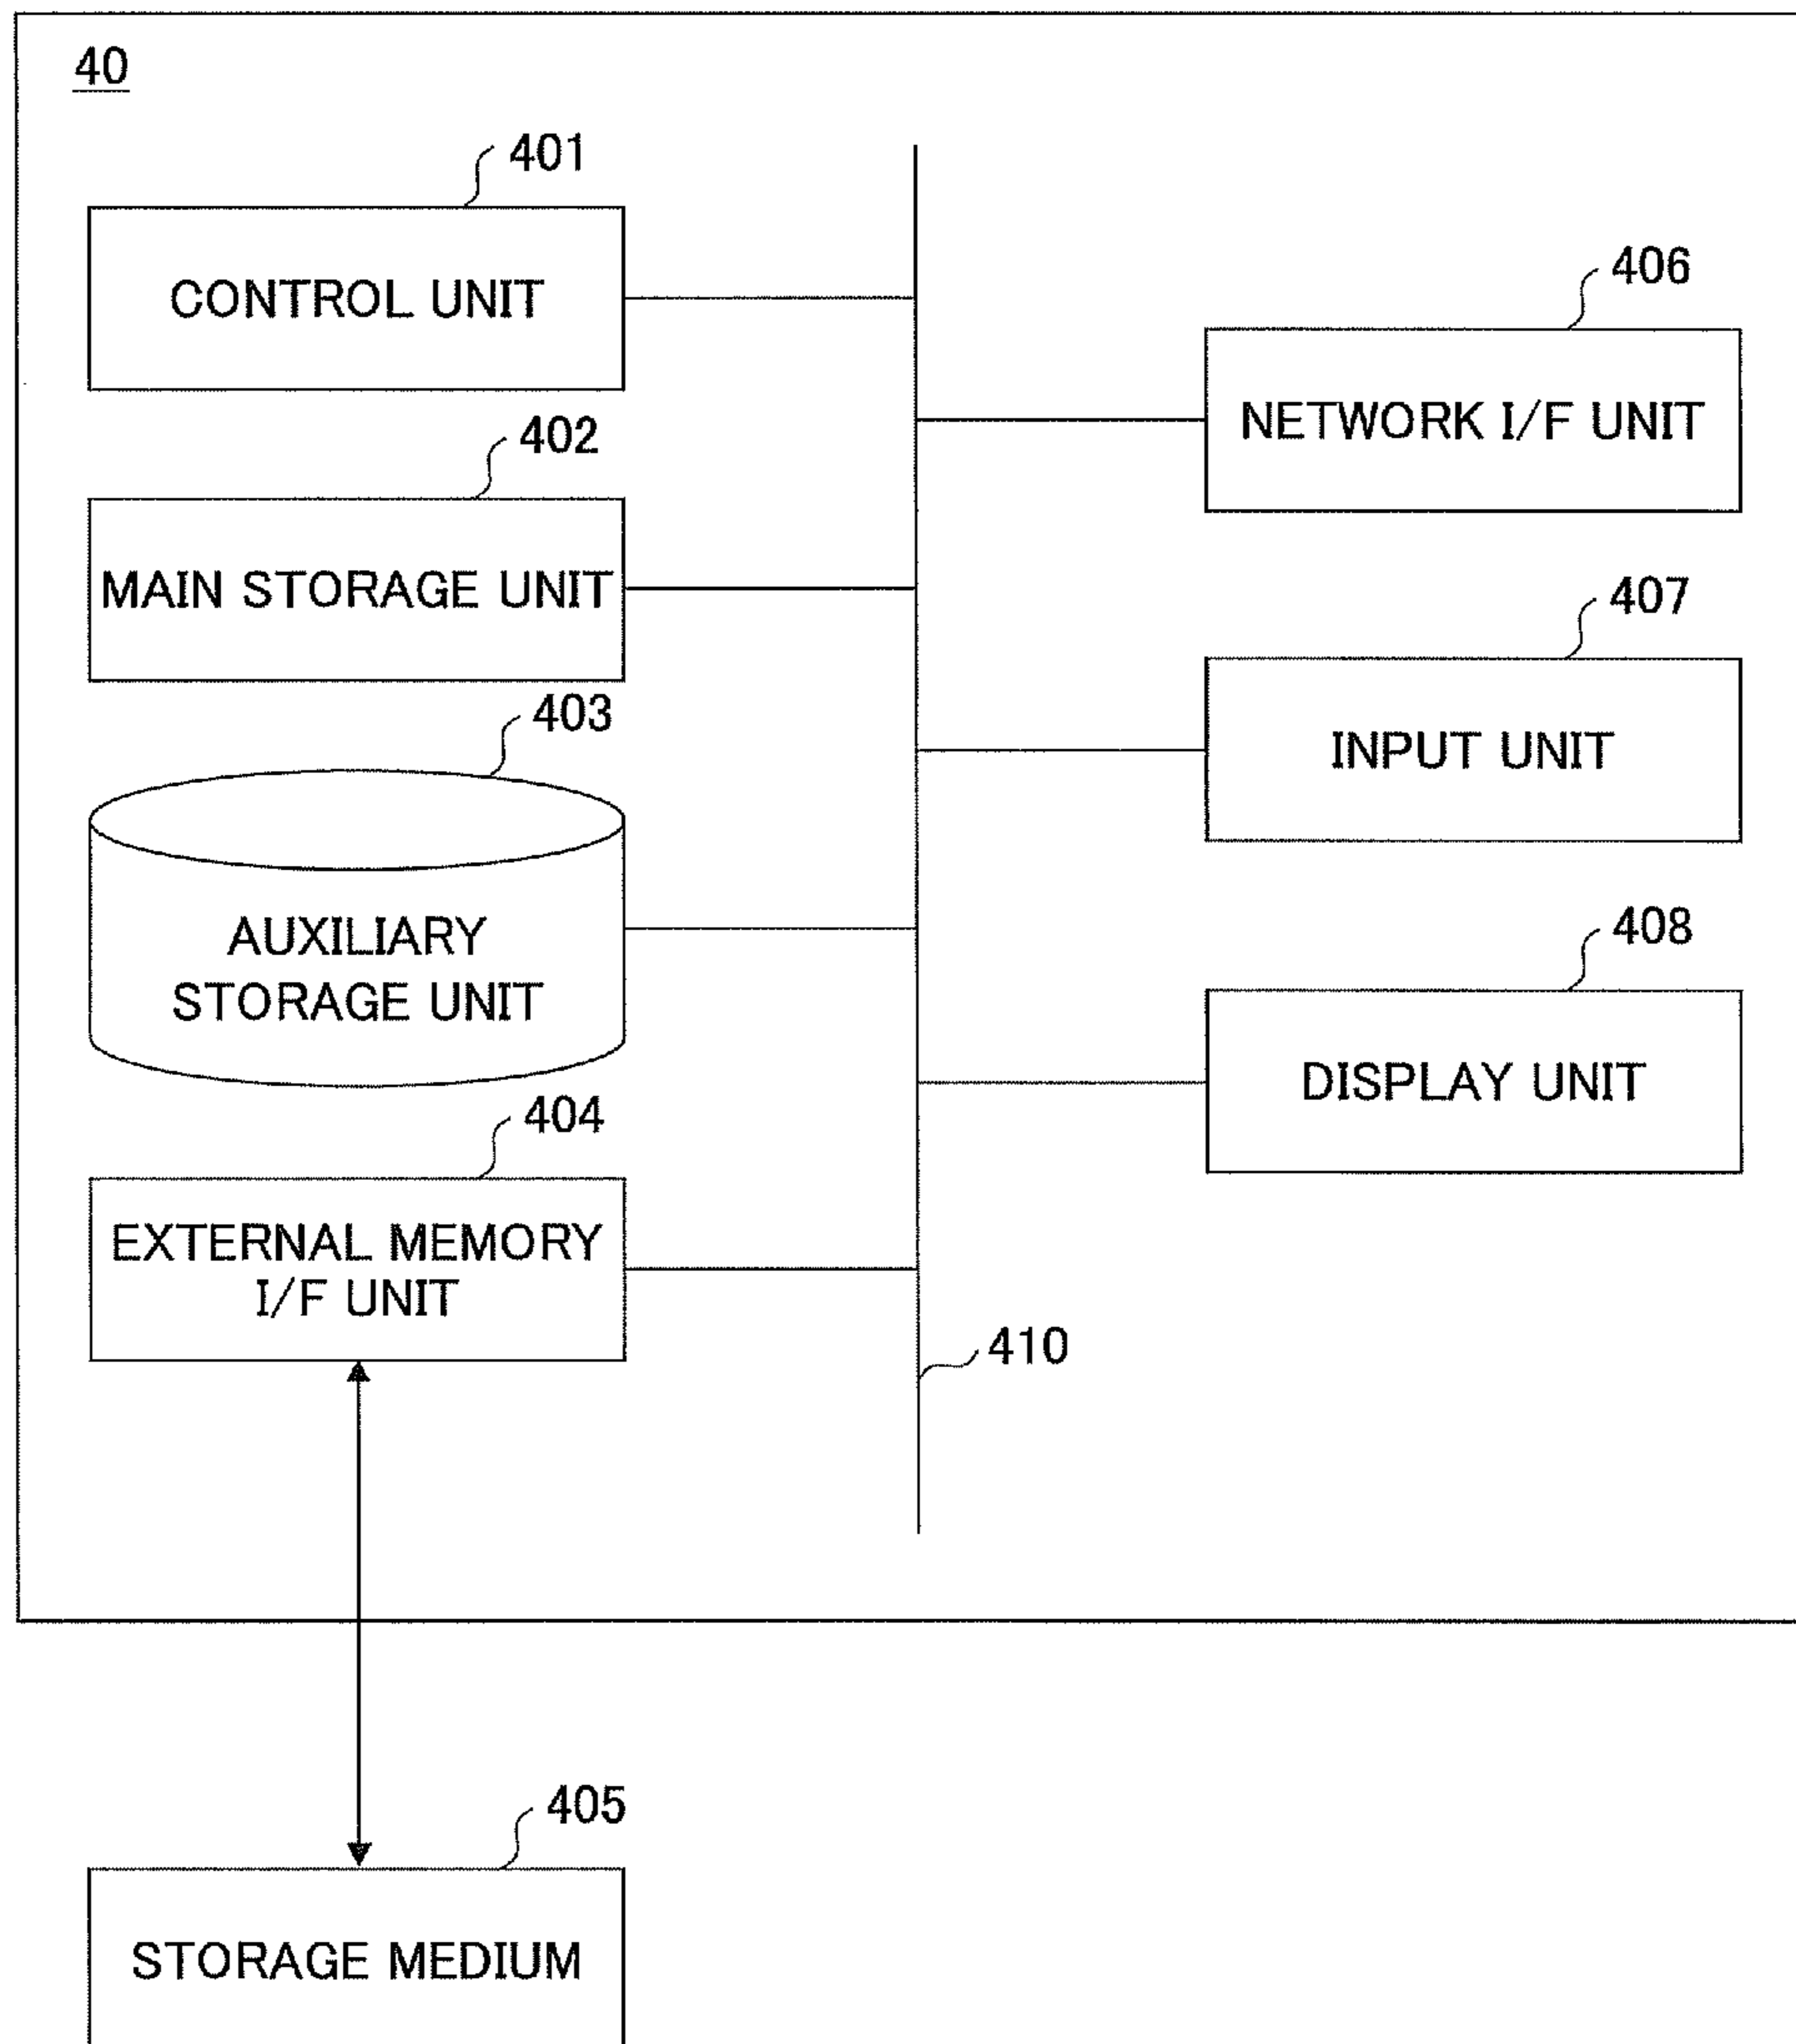 40
401
CONTROL UNIT
402
MAIN STORAGE UNIT
403
AUXILIARY
STORAGE UNIT
404
EXTERNAL MEMORY
I/F UNIT
406
NETWORK I/F UNIT
407
INPUT UNIT
408
DISPLAY UNIT
410
405
STORAGE MEDIUM